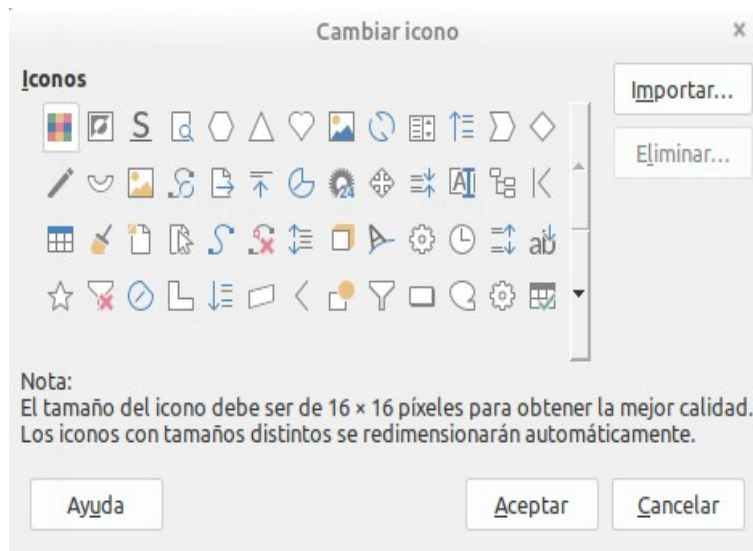 Cambiar icono
Iconos
Importar...
Eliminar...
Nota:
El tamaño del icono debe ser de 16 × 16 píxeles para obtener la mejor calidad.
Los iconos con tamaños distintos se redimensionarán automáticamente.
Ayuda
Aceptar
Cancelar